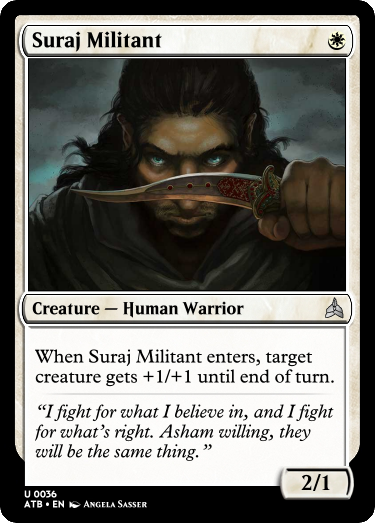 Suraj Militant
Creature — Human Warrior
When Suraj Militant enters, target
creature gets +1/+1 until end of turn.
“I fight for what I believe in, and I fight
for what’s right. Asham willing, they
will be the same thing.”
2/1
U 0036
ATB • EN Angela Sasser